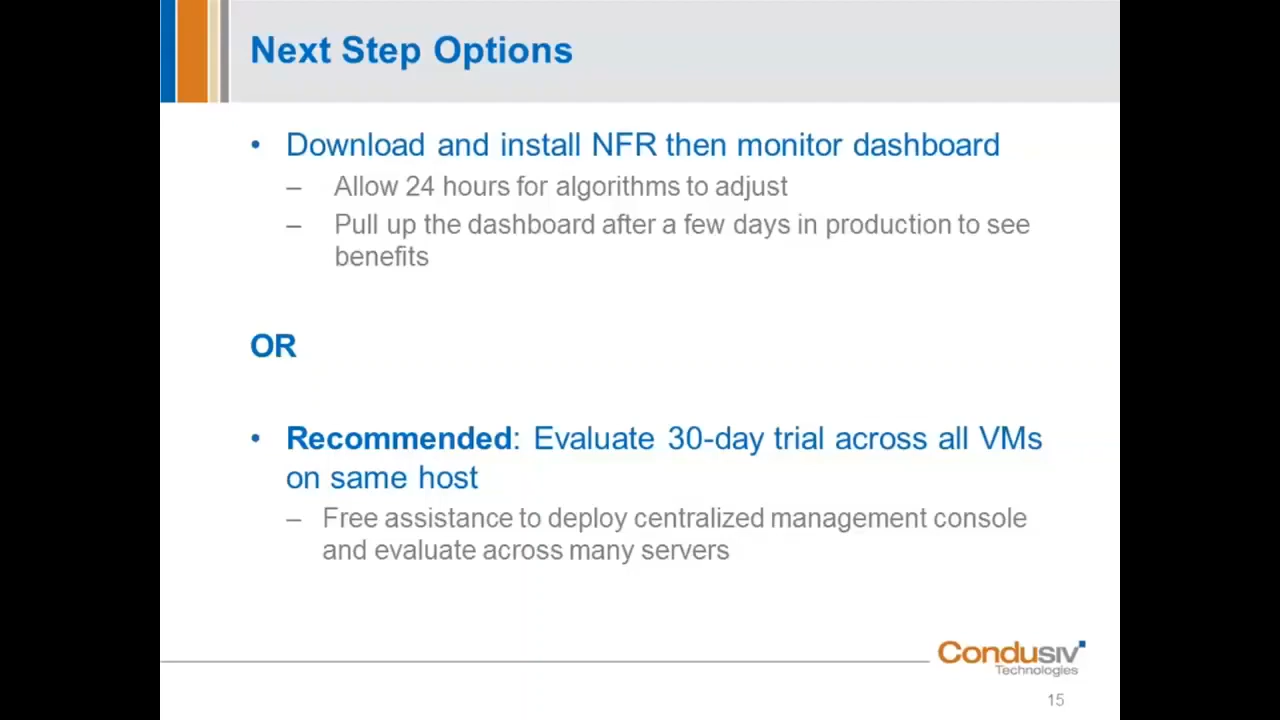 Next Step Options
• Download and install NFR then monitor dashboard
– Allow 24 hours for algorithms to adjust
– Pull up the dashboard after a few days in production to see
benefits
OR
• Recommended: Evaluate 30-day trial across all VMs
on same host
– Free assistance to deploy centralized management console
and evaluate across many servers
Condusiv
Technologies
15